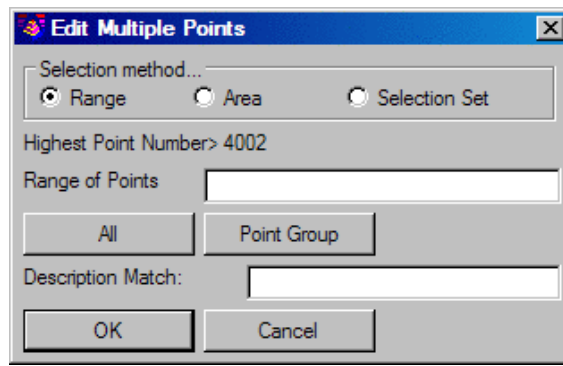 Edit Multiple Points
Selection method...
Range Area Selection Set
Highest Point Number> 4002
Range of Points
All Point Group
Description Match:
OK Cancel